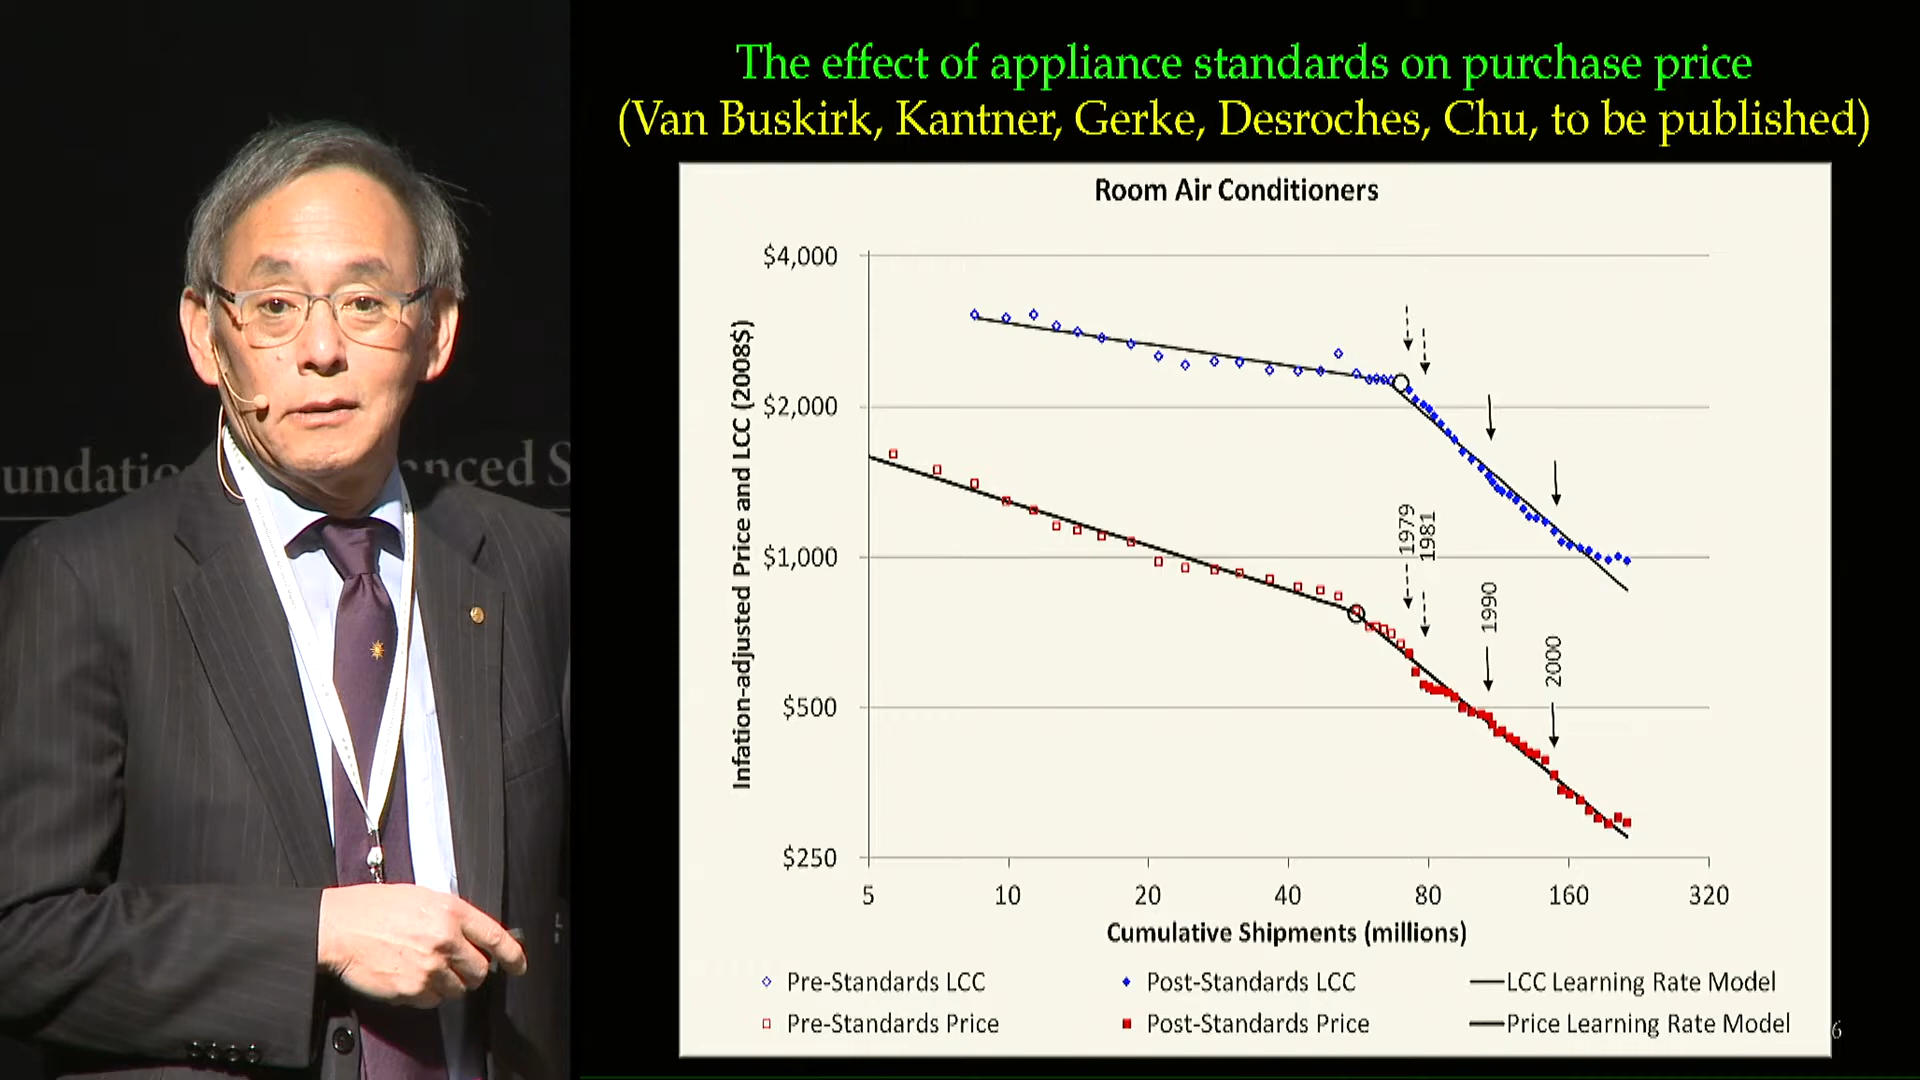 The effect of appliance standards on purchase price
(Van Buskirk, Kantner, Gerke, Desroches, Chu, to be published)
Room Air Conditioners
Infation-adjusted Price and LCC (2008$)
$4,000
$2,000
$1,000
$500
$250
1979
1981
1990
2000
5 10 20 40 80 160 320
Cumulative Shipments (millions)
Pre-Standards LCC Post-Standards LCC LCC Learning Rate Model
Pre-Standards Price Post-Standards Price Price Learning Rate Model
6